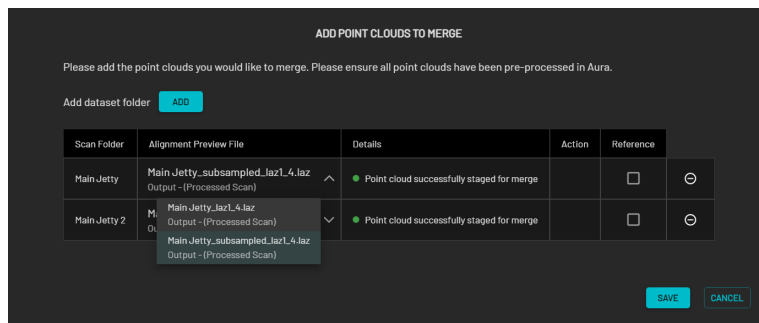 ADD POINT CLOUDS TO MERGE
Please add the point clouds you would like to merge. Please ensure all point clouds have been pre-processed in Aura.
Add dataset folder ADD
Scan Folder Alignment Preview File Details Action Reference
Main Jetty Main Jetty_subsampled_laz1_4.laz Point cloud successfully staged for merge
Output - (Processed Scan)
Main Jetty_laz1_4.laz
Main Jetty 2 Output - (Processed Scan) Point cloud successfully staged for merge
Main Jetty_subsampled_laz1_4.laz
Output - (Processed Scan)
SAVE CANCEL